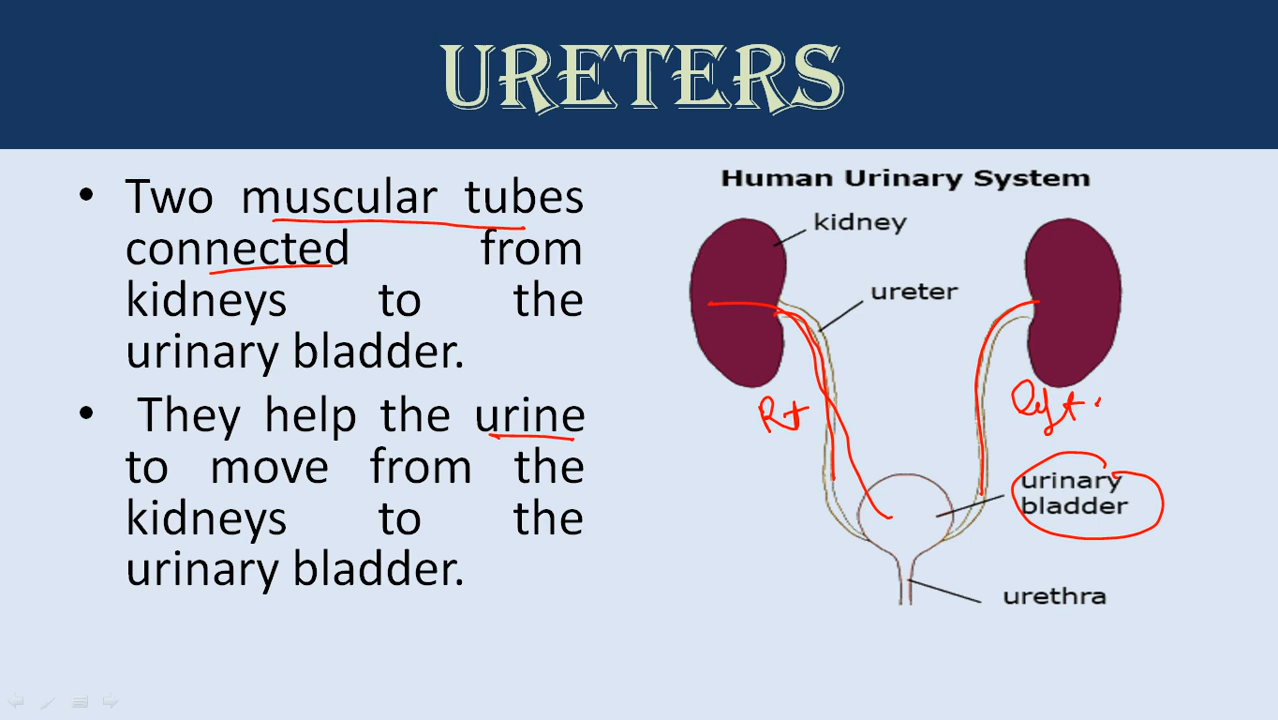 URETERS
• Two muscular tubes
connected from
kidneys to the
urinary bladder.
• They help the urine
to move from the
kidneys to the
urinary bladder.
Human Urinary System
kidney
ureter
Rt
left
urinary
bladder
urethra